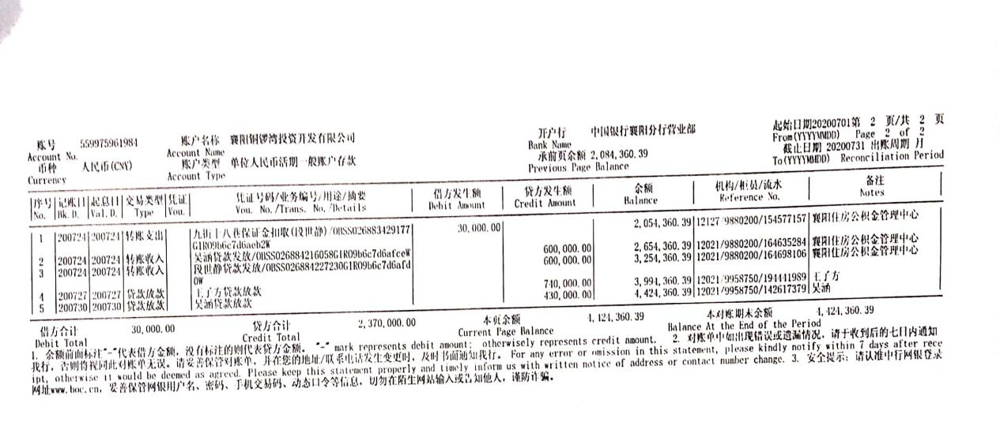 账号 559975961984 账户名称 襄阳铜锣湾投资开发有限公司 开户行 中国银行襄阳分行营业部 起始日期20200701第 2 页/共 2 页
Account No. Account Name Bank Name From(YYYYMMDD) Page 2 of 2
币种 人民币(CNY) 账户类型 单位人民币活期一般账户存款 承前页余额 2,084,360.39 截止日期 20200731 出账周期 月
Currency Account Type Previous Page Balance To(YYYYMMDD) Reconciliation Period
序号 记账日 起息日 交易类型 凭证 凭证号码/业务编号/用途/摘要 借方发生额 贷方发生额 余额 机构/柜员/流水 备注
No. Bk.D. Val.D. Type Vou. Vou. No./Trans. No./Details Debit Amount Credit Amount Balance Reference No. Notes
1 200724 200724 转账支出 九街十八巷保证金扣取(段世静)/OBSS026883429177 30,000.00 2,054,360.39 12127/9880200/154577157 襄阳住房公积金管理中心
G1R09b6c7d6aeb2W
2 200724 200724 转账收入 吴涵贷款发放/OBSS026884216058G1R09b6c7d6afceW 600,000.00 2,654,360.39 12021/9880200/164635284 襄阳住房公积金管理中心
3 200724 200724 转账收入 段世静贷款发放/OBSS026884227230G1R09b6c7d6afd 600,000.00 3,254,360.39 12021/9880200/164698106 襄阳住房公积金管理中心
0W
4 200727 200727 贷款放款 王子方贷款放款 740,000.00 3,994,360.39 12021/9958750/194441989 王子方
5 200730 200730 贷款放款 吴涵贷款放款 430,000.00 4,424,360.39 12021/9958750/142617379 吴涵
借方合计 30,000.00 贷方合计 2,370,000.00 本页余额 4,424,360.39 本对账期末余额 4,424,360.39
Debit Total Credit Total Current Page Balance Balance At the End of the Period
1. 余额前面标注"-"代表借方金额，没有标注的则代表贷方金额。 "-" mark represents debit amount; otherwisely represents credit amount. 2. 对账单中如出现错误或遗漏情况，请于收到后的七日内通知
我行，否则将视同此对账单无误。请妥善保管对账单，并在您的地址/联系电话发生变更时，及时书面通知我行。 For any error or omission in this statement, please kindly notify within 7 days after rece
ipt, otherwise it would be deemed as agreed. Please keep this statement properly and timely inform us with written notice of address or contact number change. 3. 安全提示：请认准中行网银登录
网址www.boc.cn，妥善保管网银用户名、密码、手机交易码、动态口令等信息，切勿在陌生网站输入或告知他人，谨防诈骗。